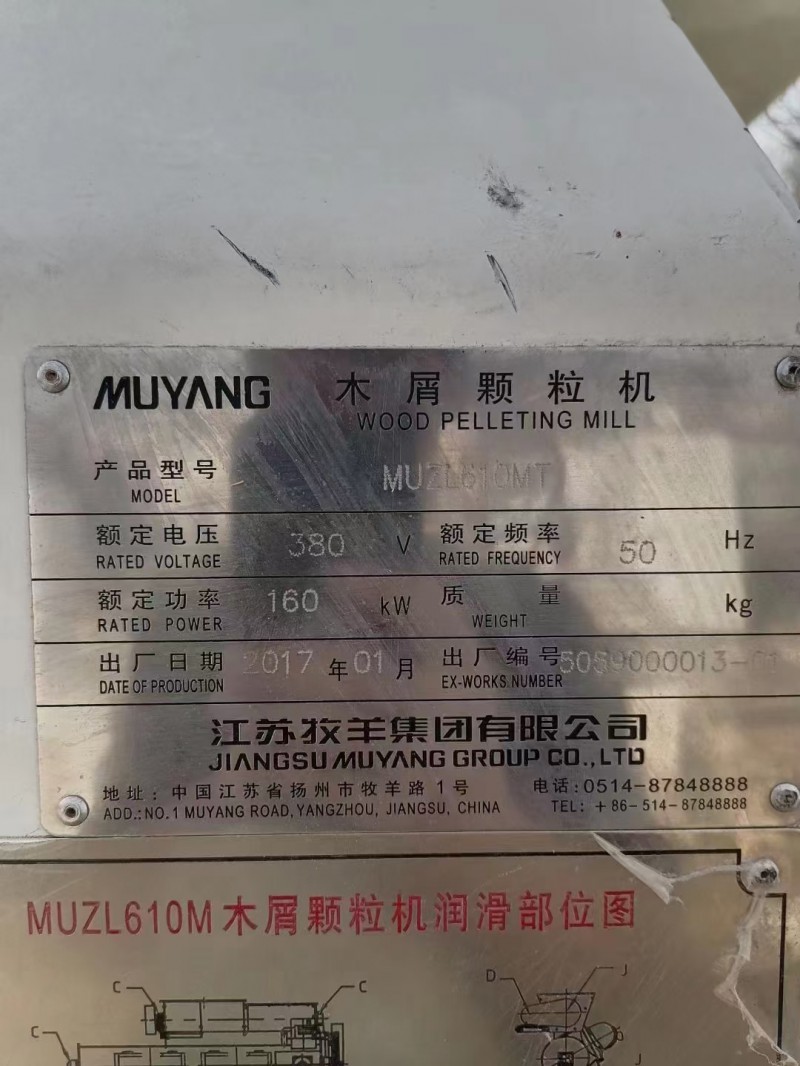 MUYANG 木屑颗粒机
WOOD PELLETING MILL
产品型号 MUZL610MT
MODEL
额定电压 380 V 额定频率 50 Hz
RATED VOLTAGE RATED FREQUENCY
额定功率 160 kW 质量 kg
RATED POWER WEIGHT
出厂日期 2017 年 01 月 出厂编号 5059000013-01
DATE OF PRODUCTION EX-WORKS.NUMBER
江苏牧羊集团有限公司
JIANGSU MUYANG GROUP CO.,LTD
地址：中国江苏省扬州市牧羊路1号 电话:0514-87848888
ADD.:NO.1 MUYANG ROAD,YANGZHOU, JIANGSU, CHINA TEL: +86-514-87848888
MUZL610M木屑颗粒机润滑部位图
C C D J
C J